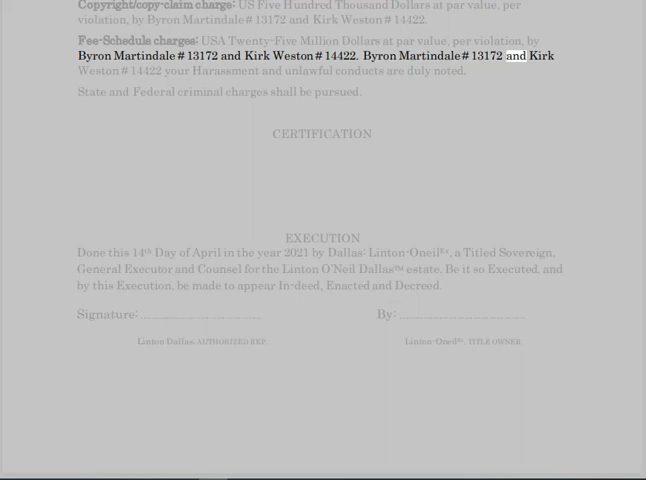 Copyright/copy-claim charge: US Five Hundred Thousand Dollars at par value, per
violation, by Byron Martindale # 13172 and Kirk Weston # 14422.
Fee-Schedule charges: USA Twenty-Five Million Dollars at par value, per violation, by
Byron Martindale # 13172 and Kirk Weston # 14422. Byron Martindale # 13172 and Kirk
Weston # 14422 your Harassment and unlawful conducts are duly noted.
State and Federal criminal charges shall be pursued.
CERTIFICATION
EXECUTION
Done this 14th Day of April in the year 2021 by Dallas: Linton-Oneil Ex, a Titled Sovereign,
General Executor and Counsel for the Linton O'Neil Dallas™ estate. Be it so Executed, and
by this Execution, be made to appear In-deed, Enacted and Decreed.
Signature: ................................ By: ................................
Linton Dallas: AUTHORIZED REP. Linton-Oneil Ex, TITLE OWNER